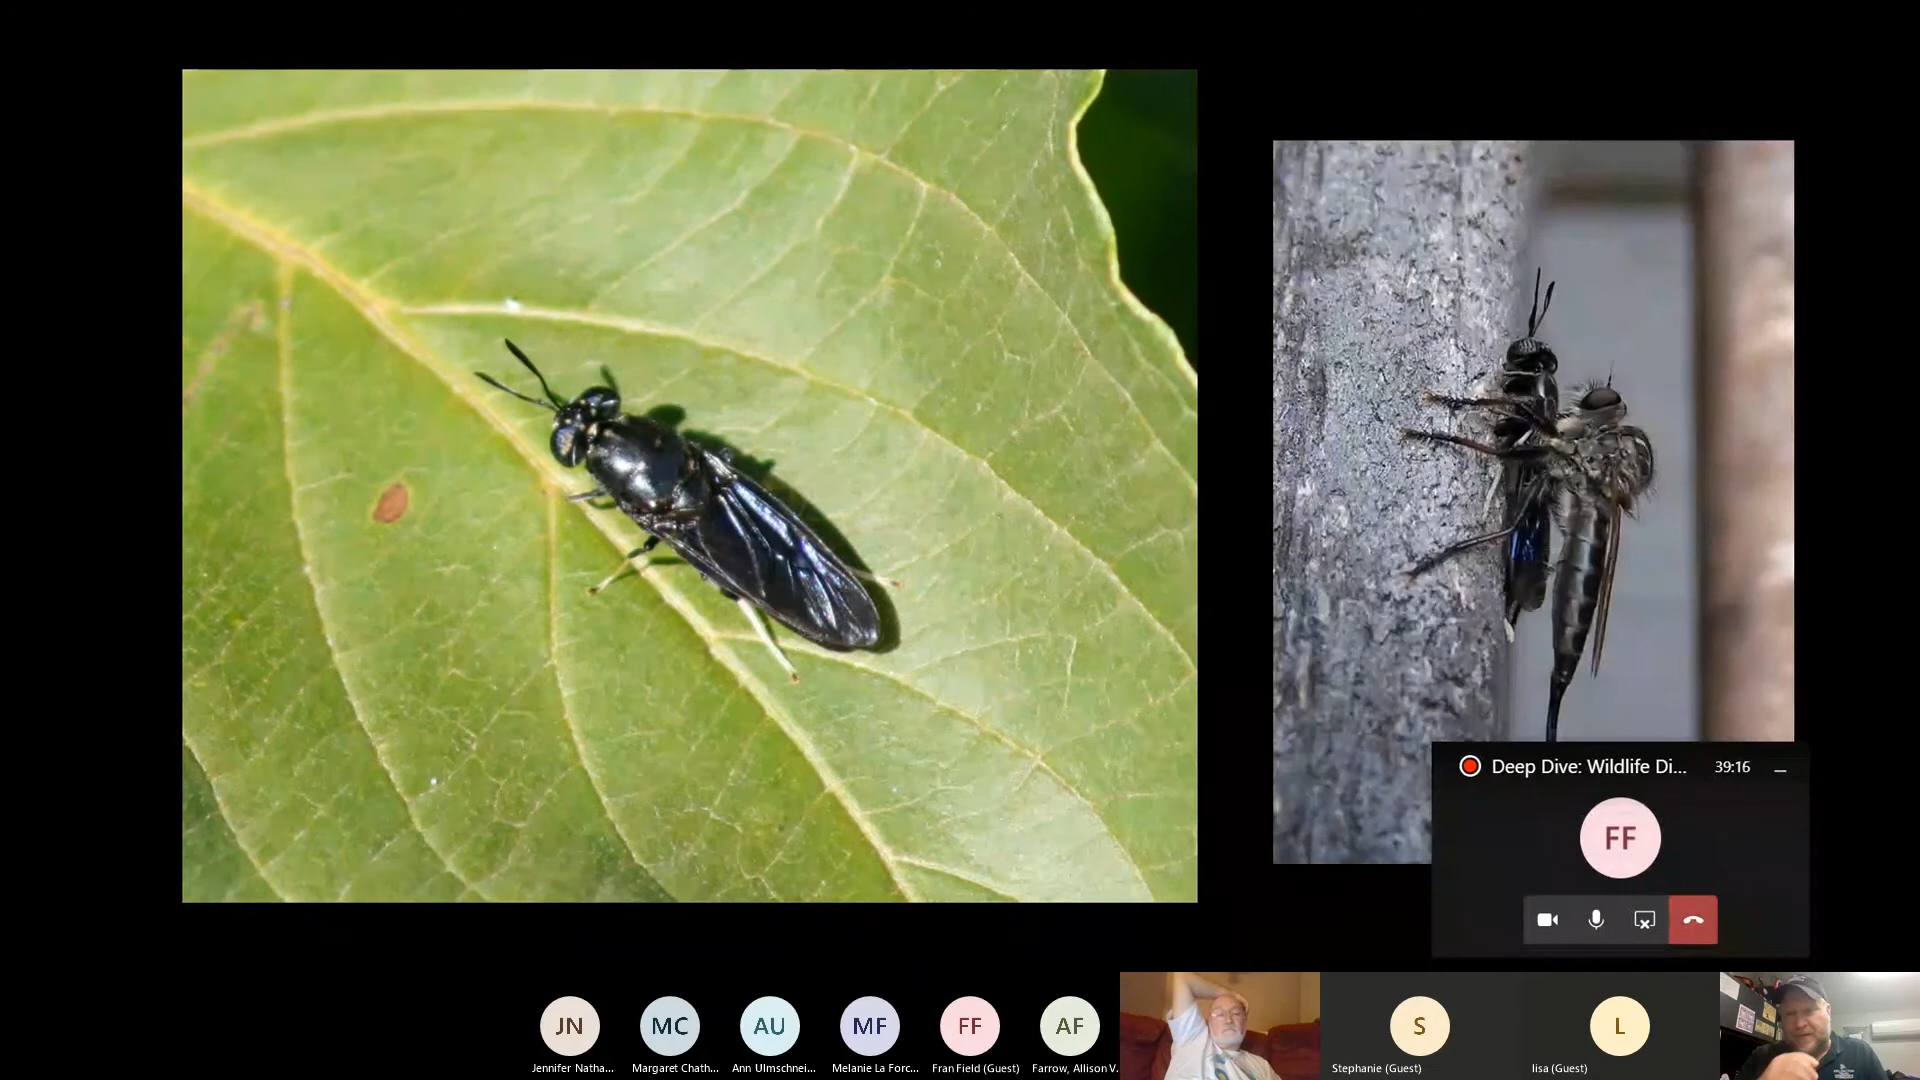 Deep Dive: Wildlife Di... 39:16
FF
JN
MC
AU
MF
FF
AF
S
L
Jennifer Natha...
Margaret Chath...
Ann Ulmschnei...
Melanie La Forc...
Fran Field (Guest)
Farrow, Allison V.
Stephanie (Guest)
lisa (Guest)